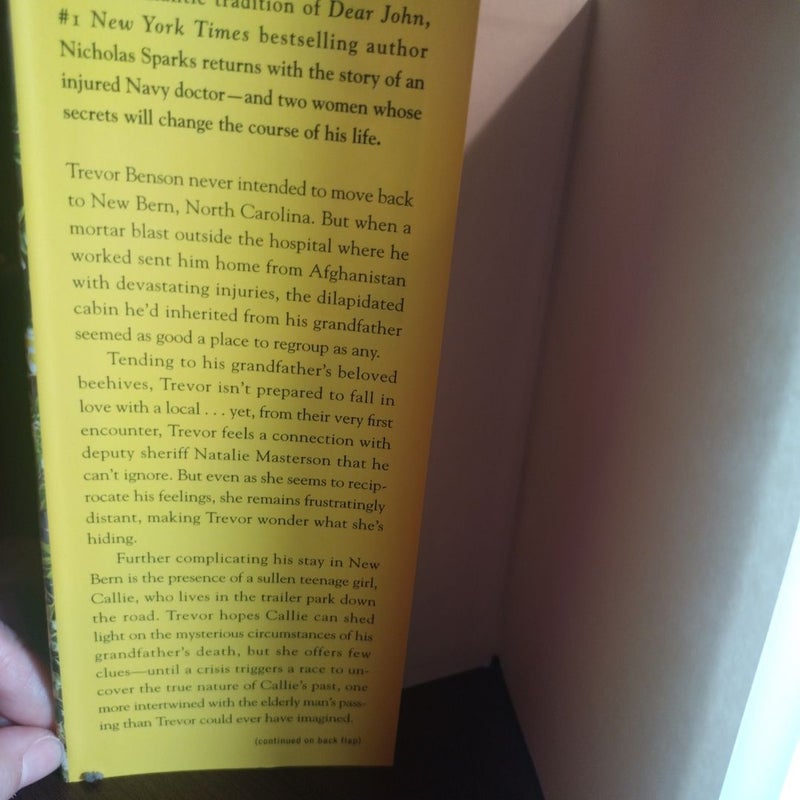 tradition of Dear John,
#1 New York Times bestselling author
Nicholas Sparks returns with the story of an
injured Navy doctor—and two women whose
secrets will change the course of his life.
Trevor Benson never intended to move back
to New Bern, North Carolina. But when a
mortar blast outside the hospital where he
worked sent him home from Afghanistan
with devastating injuries, the dilapidated
cabin he'd inherited from his grandfather
seemed as good a place to regroup as any.
Tending to his grandfather's beloved
beehives, Trevor isn't prepared to fall in
love with a local . . . yet, from their very first
encounter, Trevor feels a connection with
deputy sheriff Natalie Masterson that he
can't ignore. But even as she seems to recip-
rocate his feelings, she remains frustratingly
distant, making Trevor wonder what she's
hiding.
Further complicating his stay in New
Bern is the presence of a sullen teenage girl,
Callie, who lives in the trailer park down
the road. Trevor hopes Callie can shed
light on the mysterious circumstances of his
grandfather's death, but she offers few
clues—until a crisis triggers a race to un-
cover the true nature of Callie's past, one
more intertwined with the elderly man's pass-
ing than Trevor could ever have imagined.
(continued on back flap)